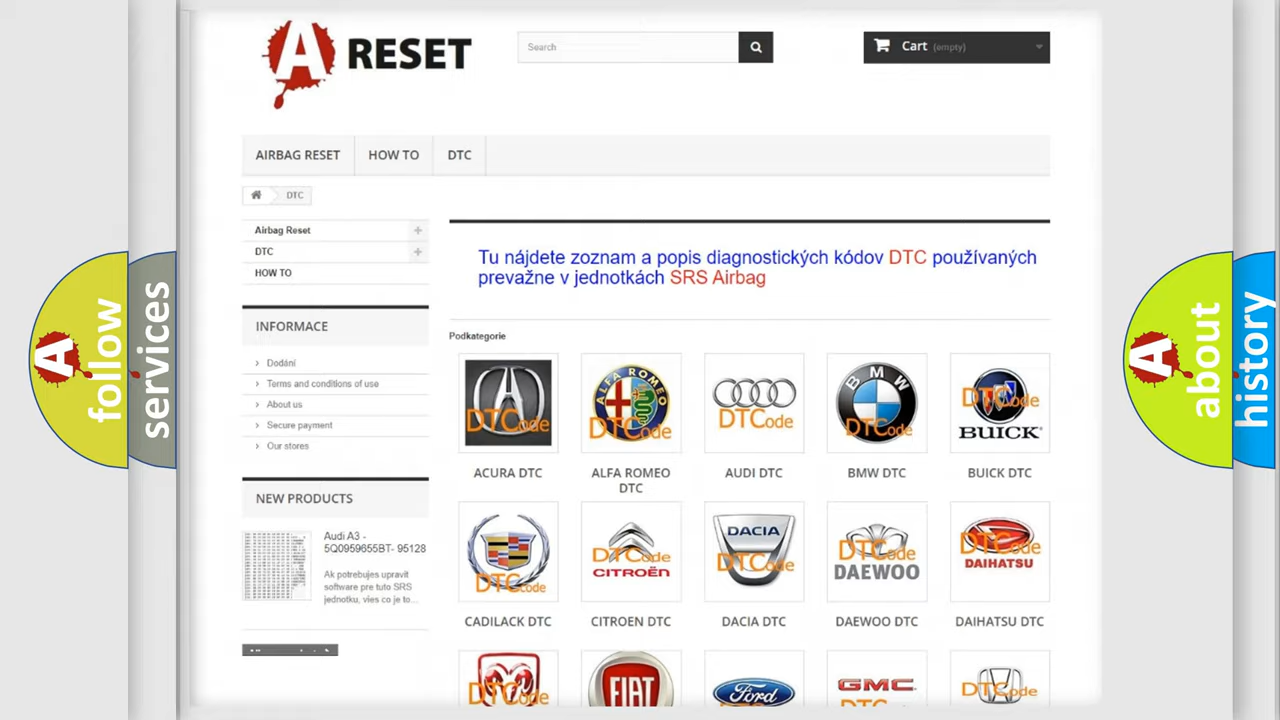 A RESET
Search
Cart (empty)
AIRBAG RESET
HOW TO
DTC
DTC
Airbag Reset
DTC
HOW TO
INFORMACE
Dodání
Terms and conditions of use
About us
Secure payment
Our stores
NEW PRODUCTS
Audi A3 -
5Q0959655BT- 95128
Ak potrebujes upravit
software pre tuto SRS
jednotku, vies co je to...
Tu nájdete zoznam a popis diagnostických kódov DTC používaných
prevažne v jednotkách SRS Airbag
Podkategorie
DTCode
ALFA ROMEO
DTCode
DTCode
BMW
DTCode
DTCode
BUICK
ACURA DTC
ALFA ROMEO
DTC
AUDI DTC
BMW DTC
BUICK DTC
DTCode
DTCode
CITROËN
DACIA
DTCode
DTCode
DAEWOO
DTCode
DAIHATSU
CADILACK DTC
CITROEN DTC
DACIA DTC
DAEWOO DTC
DAIHATSU DTC
DTCode
FIAT
Ford
GMC
DTCode
A follow
services
A about
history